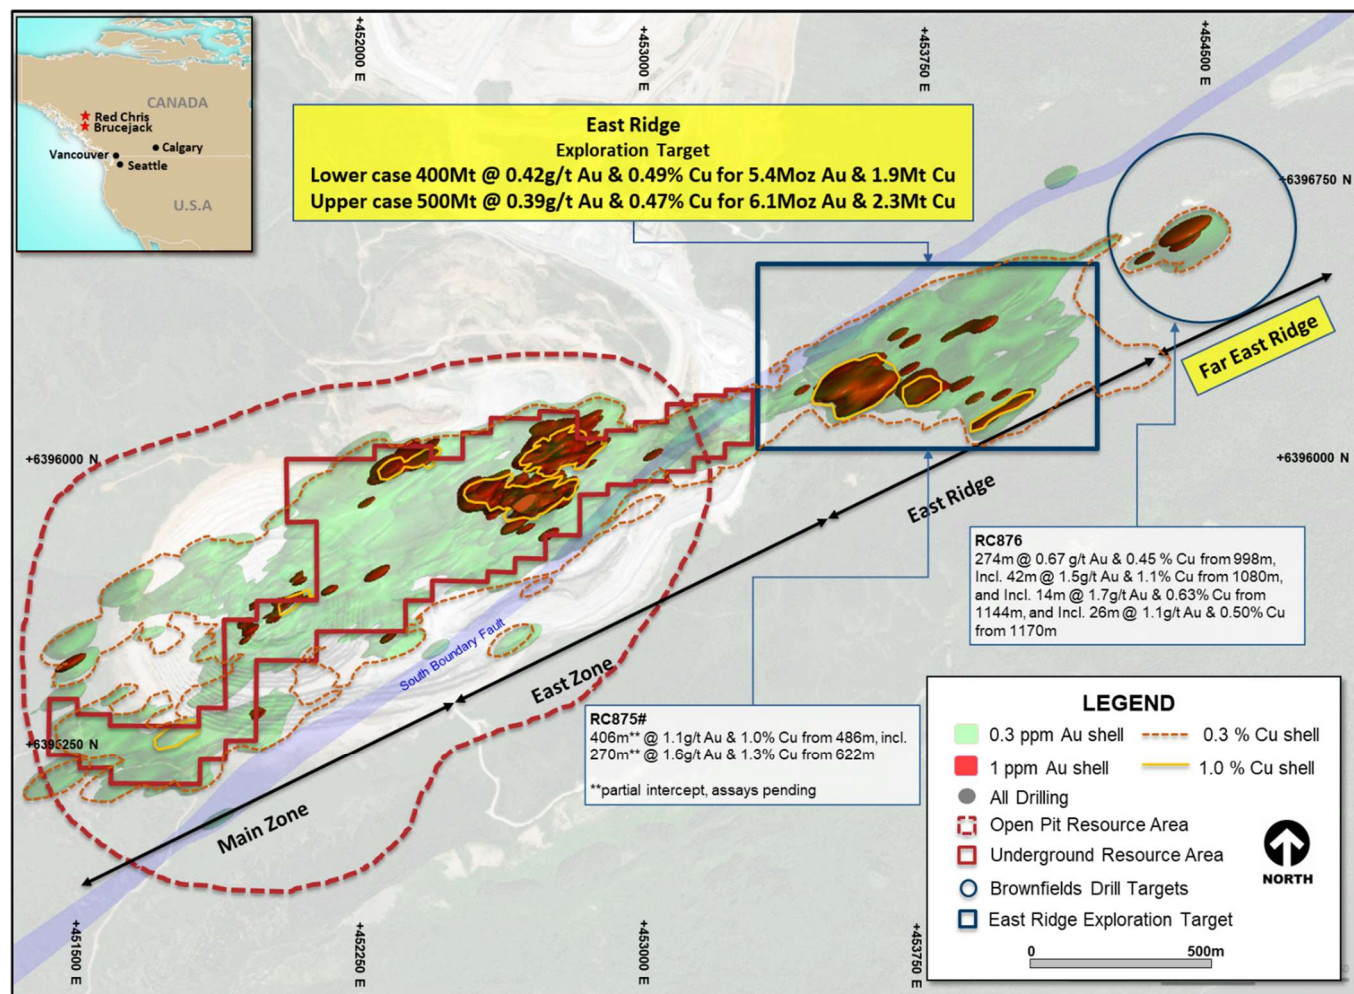 +452000 E
+453000 E
+453750 E
+454500 E
CANADA
Red Chris
Brucejack
Vancouver
Calgary
Seattle
U.S.A
East Ridge
Exploration Target
Lower case 400Mt @ 0.42g/t Au & 0.49% Cu for 5.4Moz Au & 1.9Mt Cu
Upper case 500Mt @ 0.39g/t Au & 0.47% Cu for 6.1Moz Au & 2.3Mt Cu
+6396750 N
Far East Ridge
+6396000 N
+6396000 N
East Ridge
RC876
274m @ 0.67 g/t Au & 0.45 % Cu from 998m,
Incl. 42m @ 1.5g/t Au & 1.1% Cu from 1080m,
and Incl. 14m @ 1.7g/t Au & 0.63% Cu from
1144m, and Incl. 26m @ 1.1g/t Au & 0.50% Cu
from 1170m
South Boundary Fault
East Zone
RC875#
406m** @ 1.1g/t Au & 1.0% Cu from 486m, incl.
270m** @ 1.6g/t Au & 1.3% Cu from 622m
**partial intercept, assays pending
+6395250 N
Main Zone
LEGEND
0.3 ppm Au shell
0.3 % Cu shell
1 ppm Au shell
1.0 % Cu shell
All Drilling
Open Pit Resource Area
Underground Resource Area
NORTH
Brownfields Drill Targets
East Ridge Exploration Target
0 500m
+451500 E
+452250 E
+453000 E
+453750 E